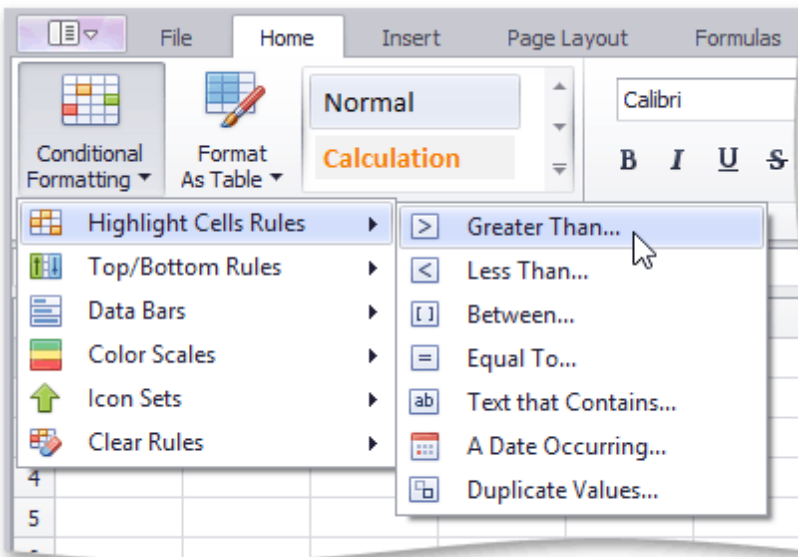 File Home Insert Page Layout Formulas
Normal
Calibri
Conditional Formatting
Format As Table
Calculation
B I U S
Highlight Cells Rules
Top/Bottom Rules
Data Bars
Color Scales
Icon Sets
Clear Rules
Greater Than...
Less Than...
Between...
Equal To...
ab Text that Contains...
A Date Occurring...
Duplicate Values...
4
5